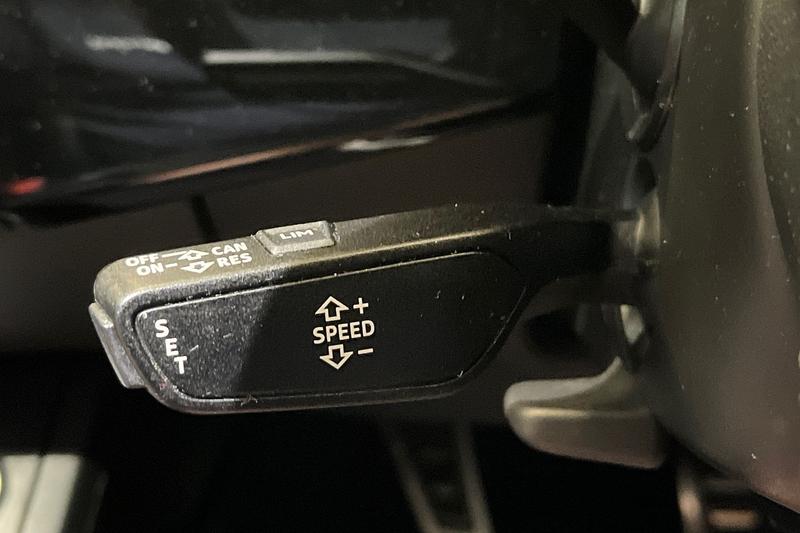 OFF CAN
ON RES
LIM
SET
+
SPEED
-